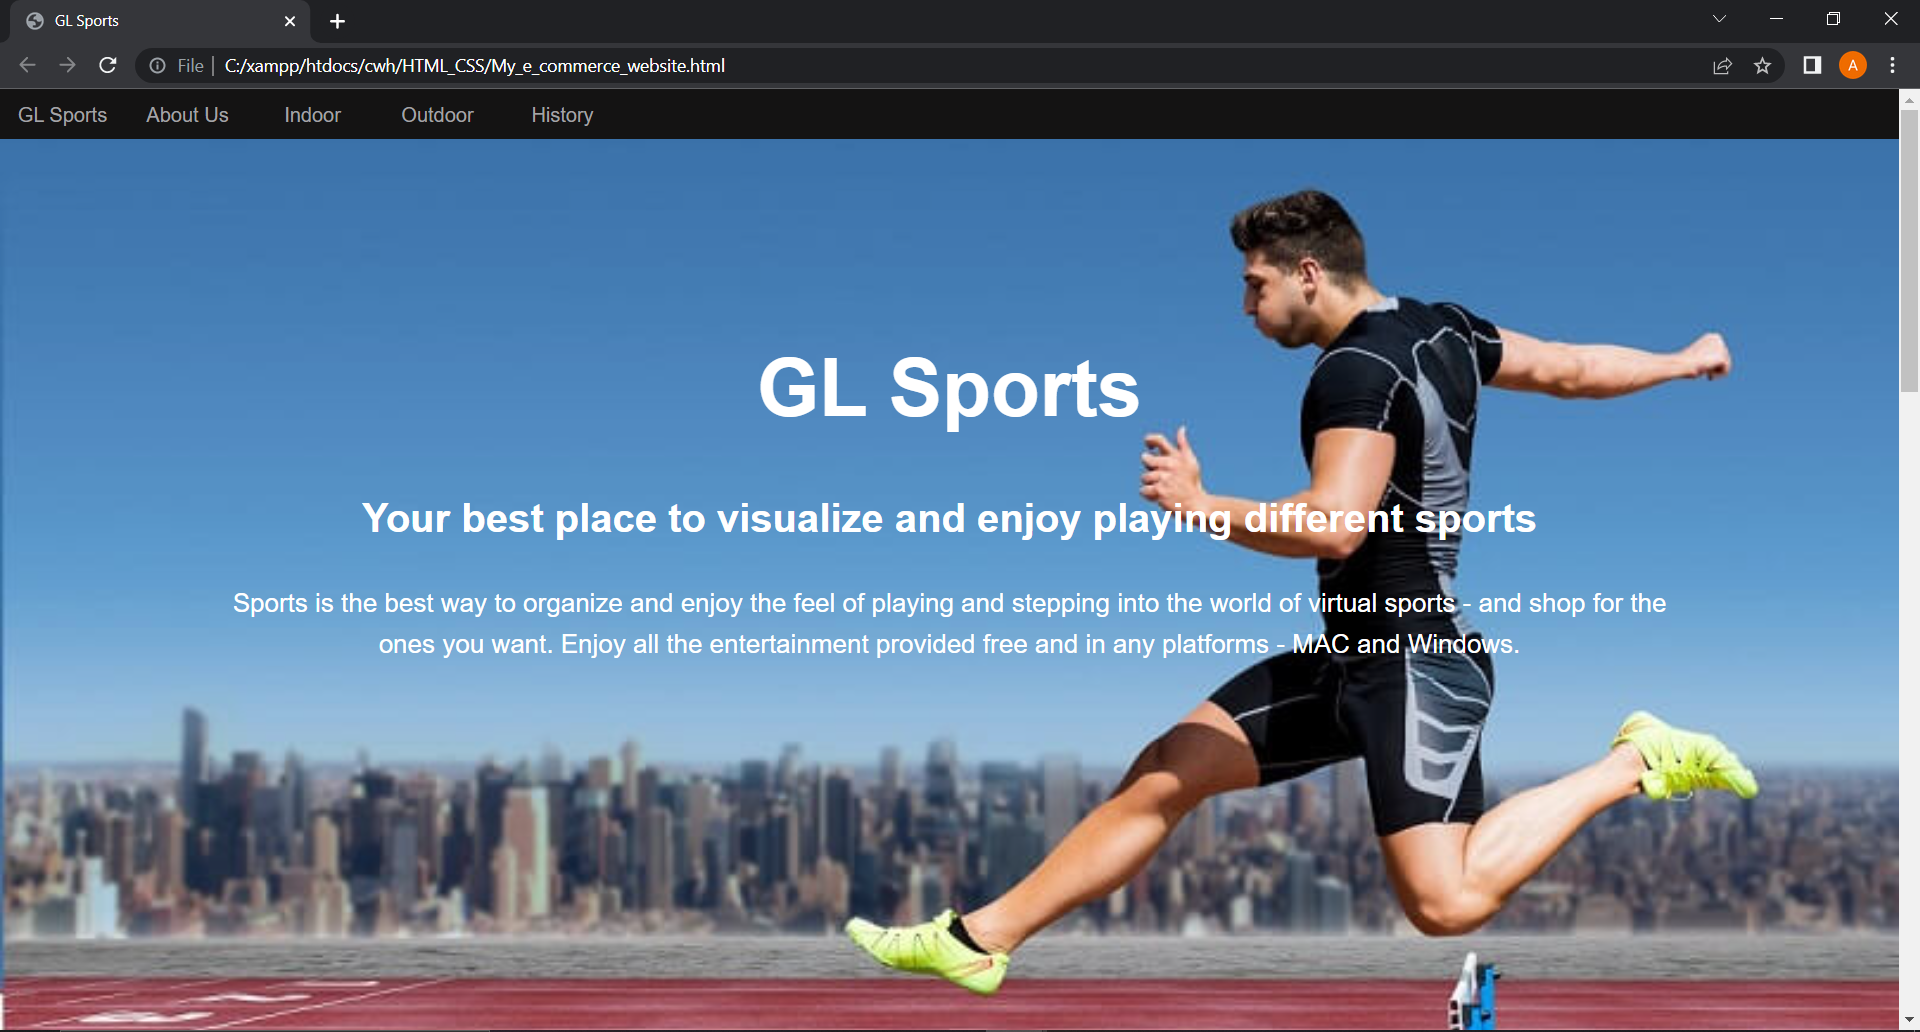 GL Sports
File C:/xampp/htdocs/cwh/HTML_CSS/My_e_commerce_website.html
A
GL Sports About Us Indoor Outdoor History
GL Sports
Your best place to visualize and enjoy playing different sports
Sports is the best way to organize and enjoy the feel of playing and stepping into the world of virtual sports - and shop for the
ones you want. Enjoy all the entertainment provided free and in any platforms - MAC and Windows.